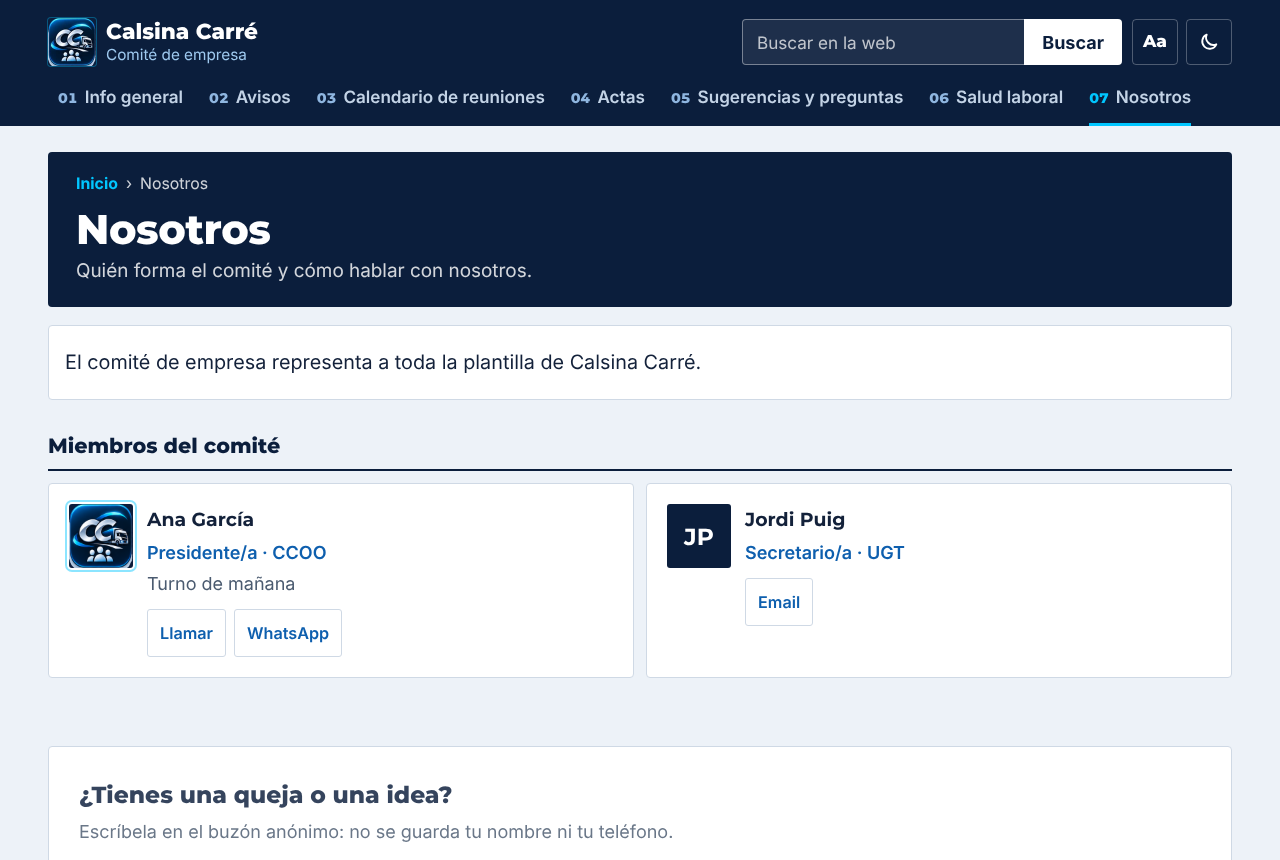 Calsina Carré
Comité de empresa
Buscar en la web
Buscar
Aa
01 Info general
02 Avisos
03 Calendario de reuniones
04 Actas
05 Sugerencias y preguntas
06 Salud laboral
07 Nosotros
Inicio › Nosotros
Nosotros
Quién forma el comité y cómo hablar con nosotros.
El comité de empresa representa a toda la plantilla de Calsina Carré.
Miembros del comité
CC
Ana García
Presidente/a · CCOO
Turno de mañana
Llamar
WhatsApp
JP
Jordi Puig
Secretario/a · UGT
Email
¿Tienes una queja o una idea?
Escríbela en el buzón anónimo: no se guarda tu nombre ni tu teléfono.